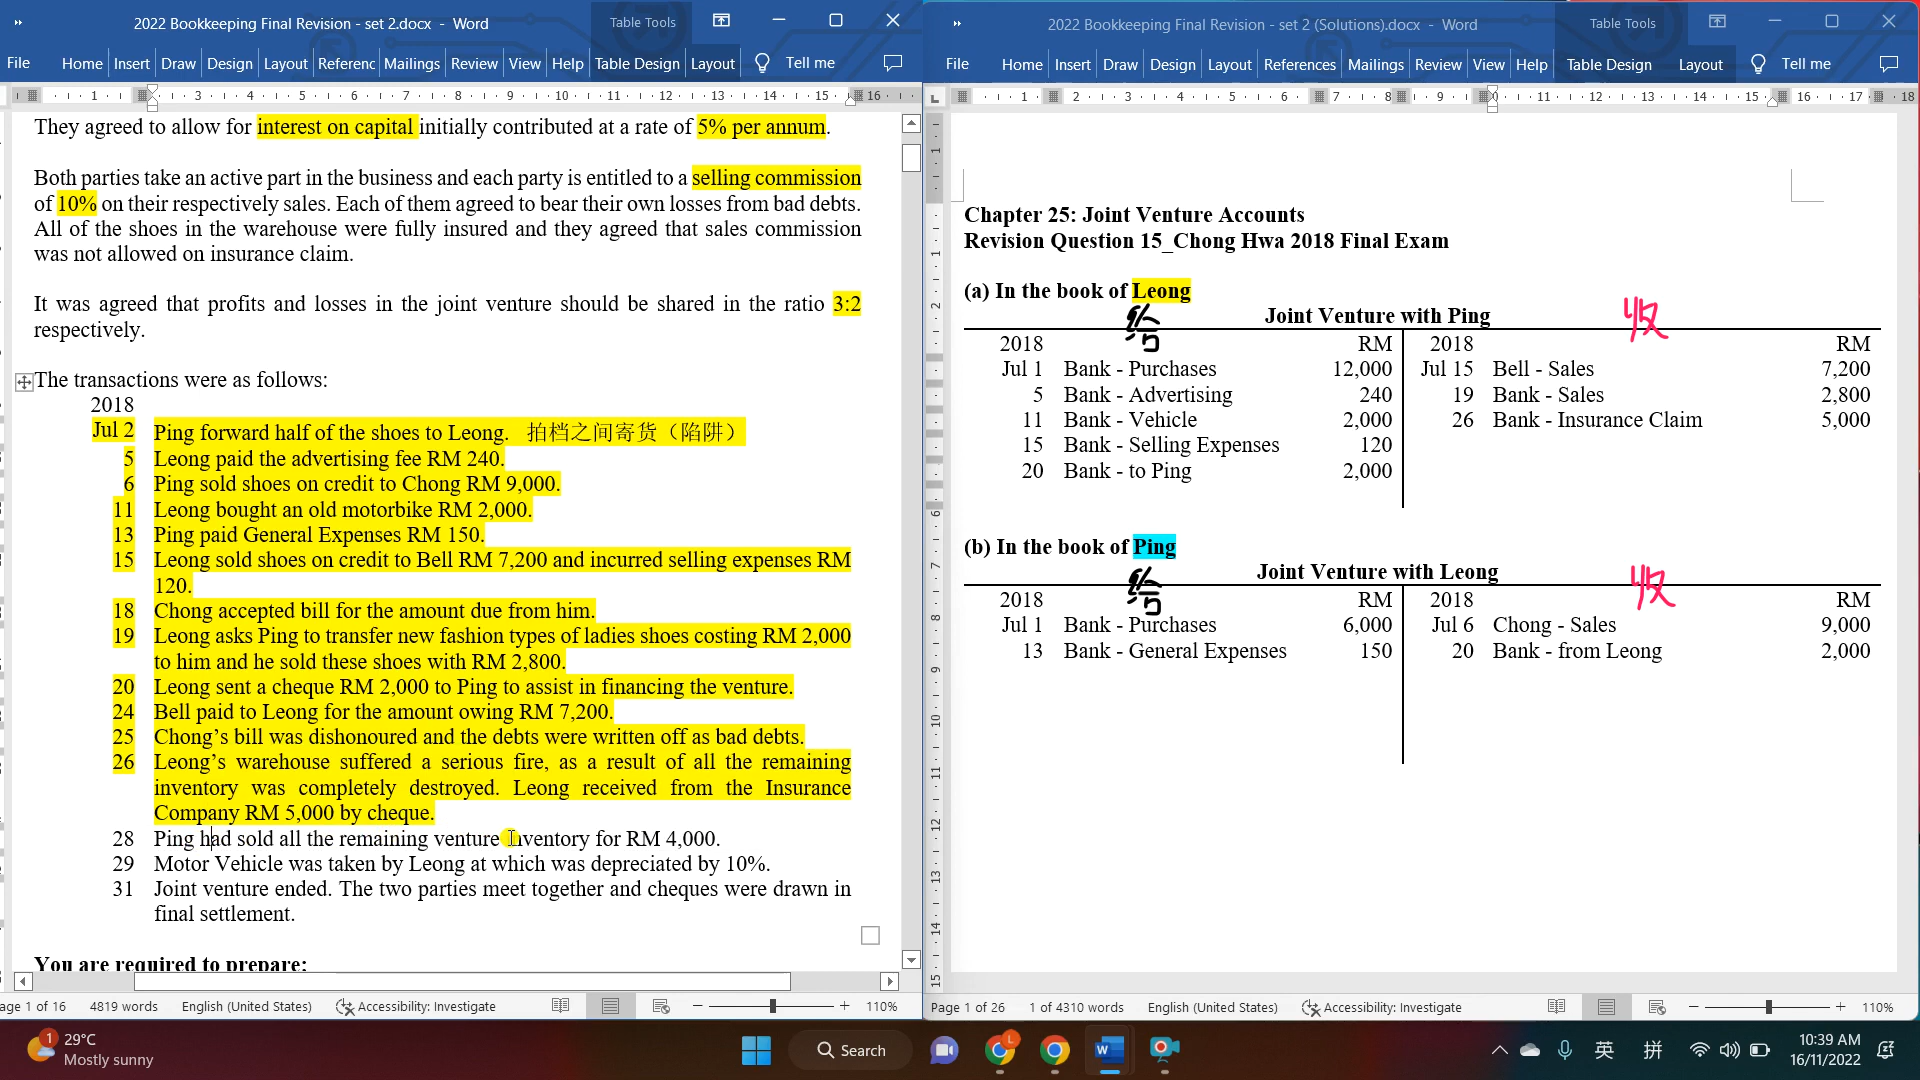 2022 Bookkeeping Final Revision - set 2.docx - Word
Table Tools
File Home Insert Draw Design Layout Referenc Mailings Review View Help Table Design Layout Tell me
They agreed to allow for interest on capital initially contributed at a rate of 5% per annum.
Both parties take an active part in the business and each party is entitled to a selling commission
of 10% on their respectively sales. Each of them agreed to bear their own losses from bad debts.
All of the shoes in the warehouse were fully insured and they agreed that sales commission
was not allowed on insurance claim.
It was agreed that profits and losses in the joint venture should be shared in the ratio 3:2
respectively.
The transactions were as follows:
2018
Jul 2 Ping forward half of the shoes to Leong. 拍档之间寄货（陷阱）
5 Leong paid the advertising fee RM 240.
6 Ping sold shoes on credit to Chong RM 9,000.
11 Leong bought an old motorbike RM 2,000.
13 Ping paid General Expenses RM 150.
15 Leong sold shoes on credit to Bell RM 7,200 and incurred selling expenses RM
120.
18 Chong accepted bill for the amount due from him.
19 Leong asks Ping to transfer new fashion types of ladies shoes costing RM 2,000
to him and he sold these shoes with RM 2,800.
20 Leong sent a cheque RM 2,000 to Ping to assist in financing the venture.
24 Bell paid to Leong for the amount owing RM 7,200.
25 Chong’s bill was dishonoured and the debts were written off as bad debts.
26 Leong’s warehouse suffered a serious fire, as a result of all the remaining
inventory was completely destroyed. Leong received from the Insurance
Company RM 5,000 by cheque.
28 Ping had sold all the remaining venture inventory for RM 4,000.
29 Motor Vehicle was taken by Leong at which was depreciated by 10%.
31 Joint venture ended. The two parties meet together and cheques were drawn in
final settlement.
You are required to prepare:
age 1 of 16 4819 words English (United States) Accessibility: Investigate 110%
2022 Bookkeeping Final Revision - set 2 (Solutions).docx - Word
Table Tools
File Home Insert Draw Design Layout References Mailings Review View Help Table Design Layout Tell me
Chapter 25: Joint Venture Accounts
Revision Question 15_Chong Hwa 2018 Final Exam
(a) In the book of Leong
给 Joint Venture with Ping 收
2018 RM 2018 RM
Jul 1 Bank - Purchases 12,000 Jul 15 Bell - Sales 7,200
5 Bank - Advertising 240 19 Bank - Sales 2,800
11 Bank - Vehicle 2,000 26 Bank - Insurance Claim 5,000
15 Bank - Selling Expenses 120
20 Bank - to Ping 2,000
(b) In the book of Ping
给 Joint Venture with Leong 收
2018 RM 2018 RM
Jul 1 Bank - Purchases 6,000 Jul 6 Chong - Sales 9,000
13 Bank - General Expenses 150 20 Bank - from Leong 2,000
Page 1 of 26 1 of 4310 words English (United States) Accessibility: Investigate 110%
1 29°C
Mostly sunny
Search
英 拼
10:39 AM
16/11/2022